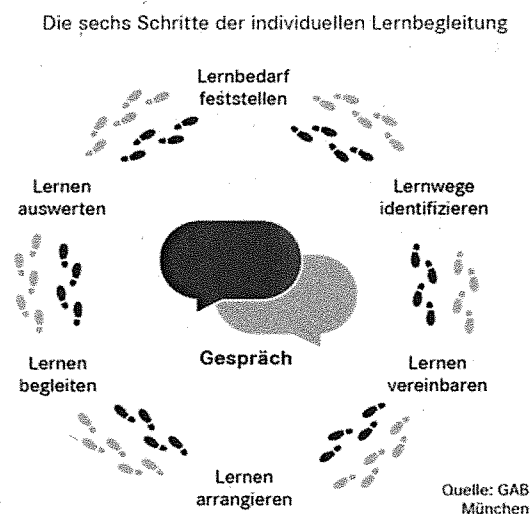 Die sechs Schritte der individuellen Lernbegleitung
Lernbedarf
feststellen
Lernwege
identifizieren
Lernen
vereinbaren
Lernen
arrangieren
Lernen
begleiten
Lernen
auswerten
Gespräch
Quelle: GAB
München